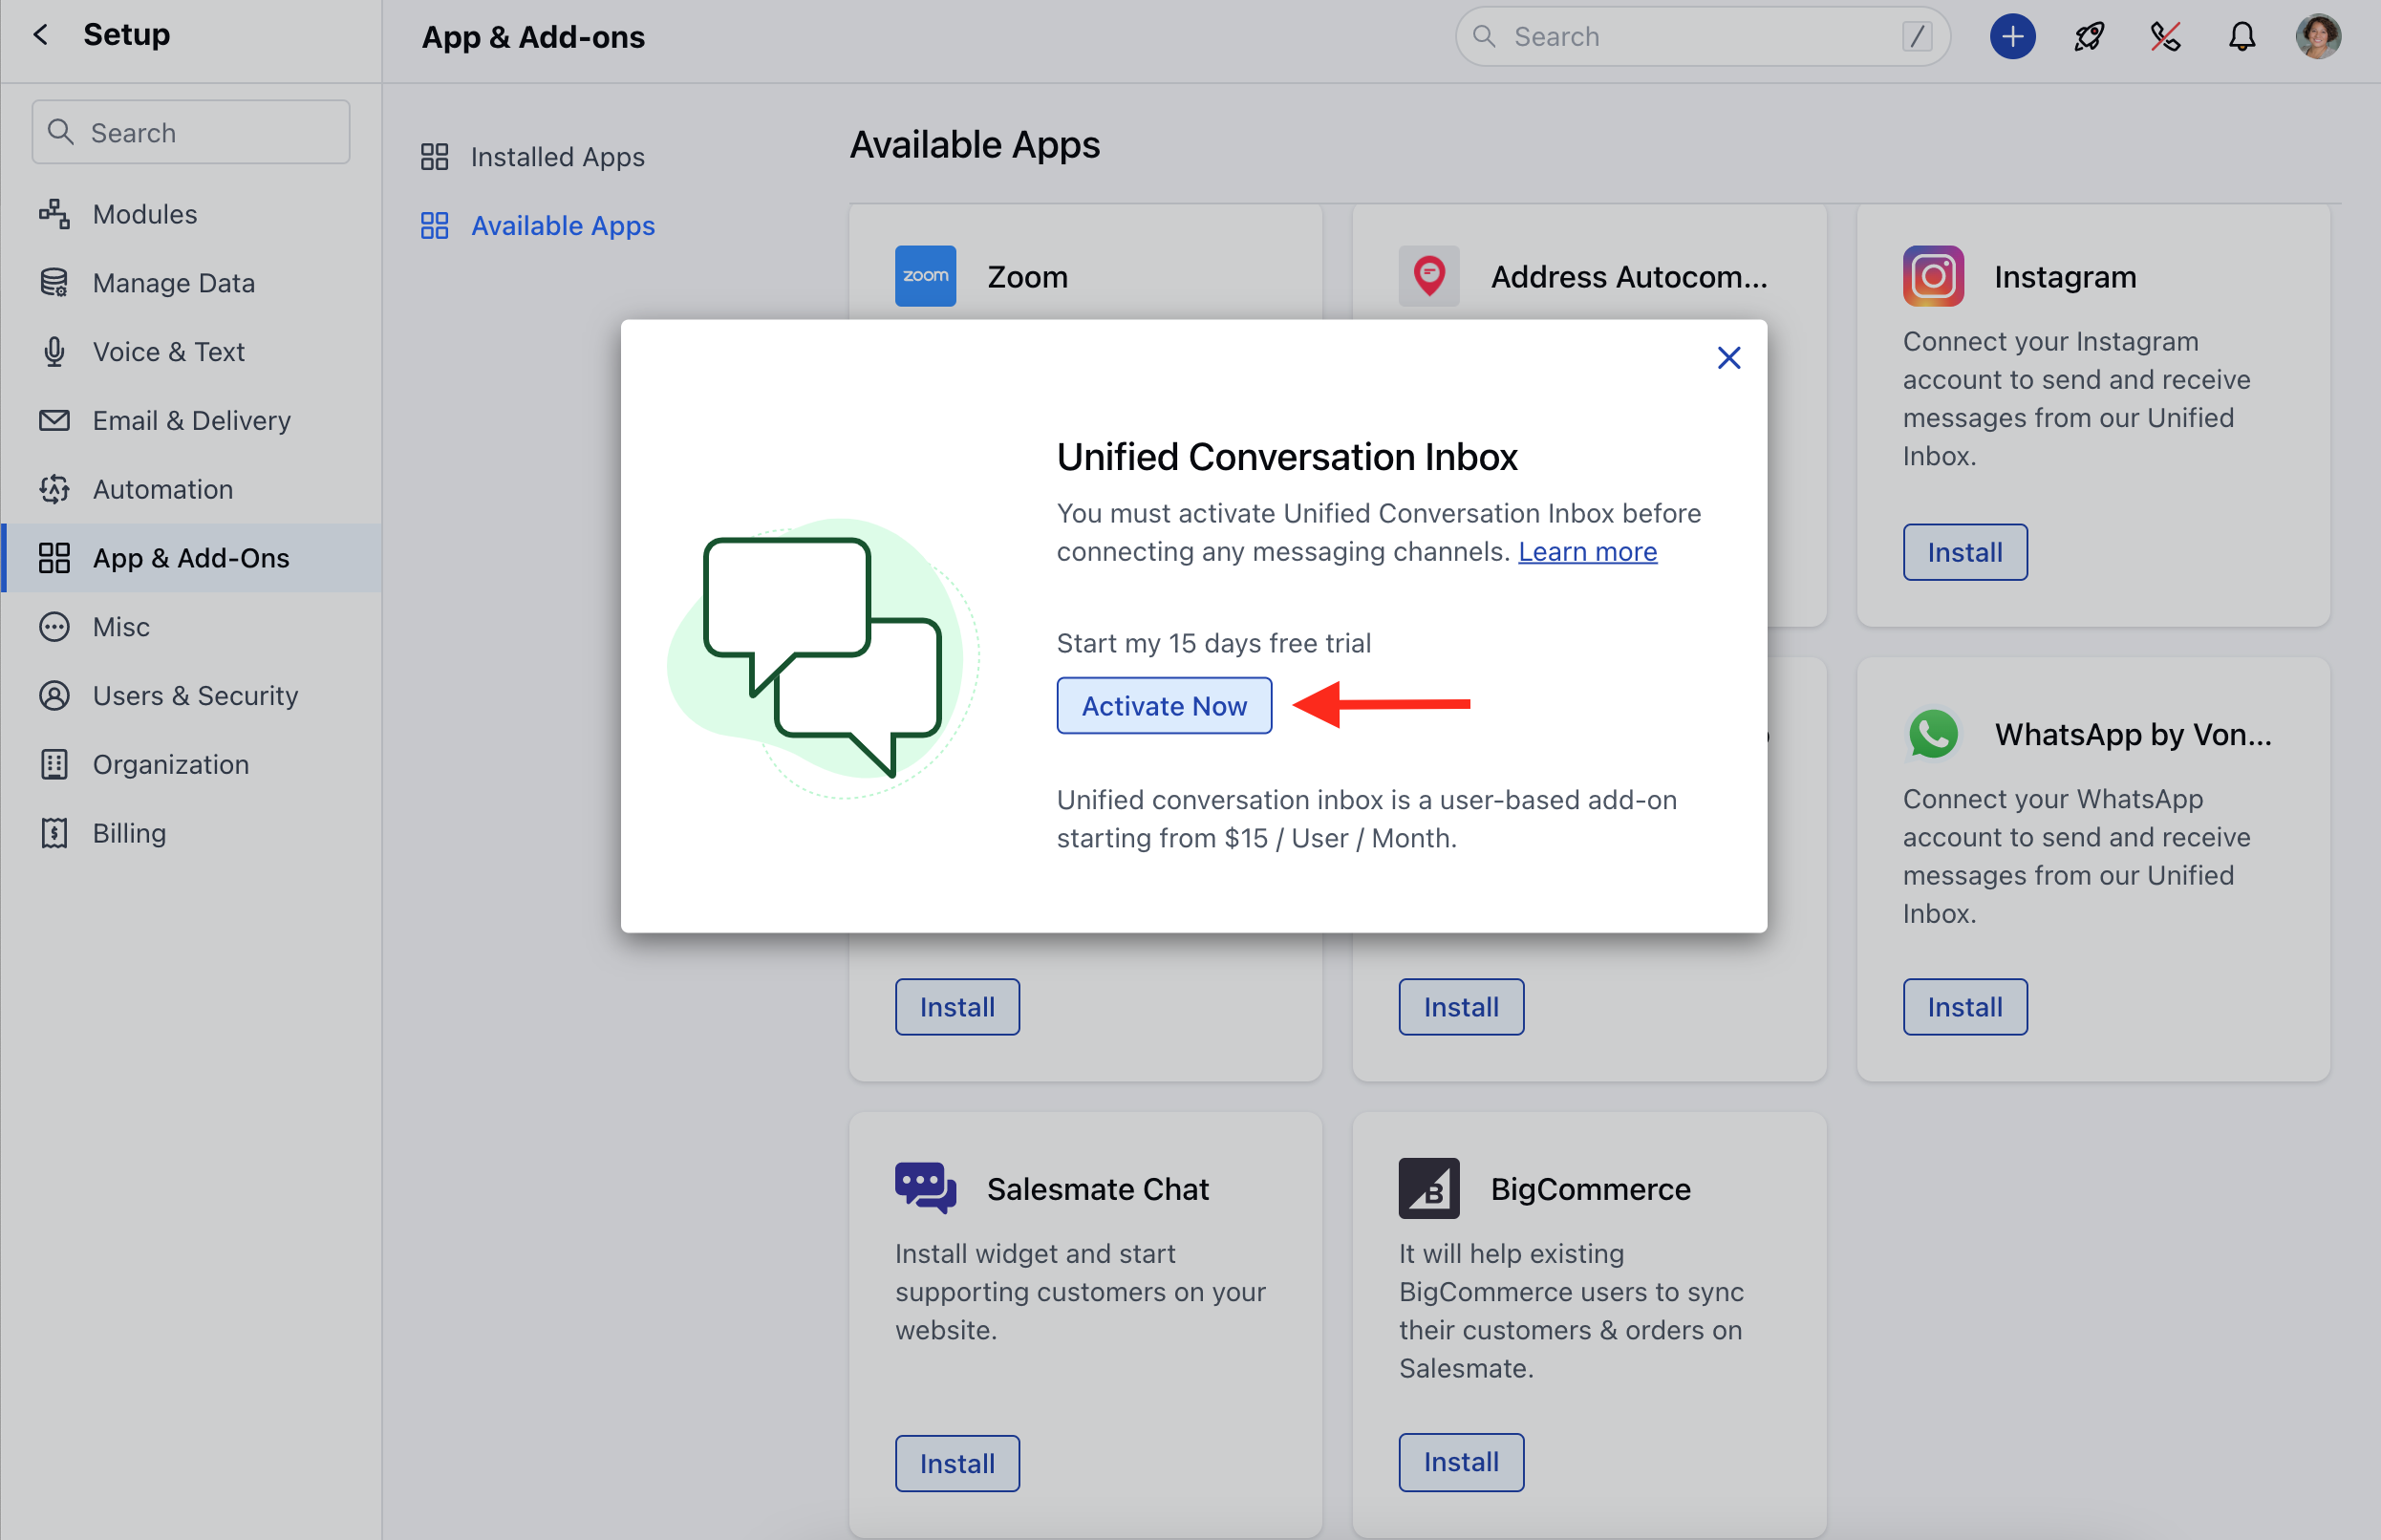 Setup
App & Add-ons
Search
/
Search
Modules
Manage Data
Voice & Text
Email & Delivery
Automation
App & Add-Ons
Misc
Users & Security
Organization
Billing
Installed Apps
Available Apps
Available Apps
zoom
Zoom
Address Autocom...
Instagram
Connect your Instagram
account to send and receive
messages from our Unified
Inbox.
Install
Unified Conversation Inbox
You must activate Unified Conversation Inbox before
connecting any messaging channels. Learn more
Start my 15 days free trial
Activate Now
Unified conversation inbox is a user-based add-on
starting from $15 / User / Month.
WhatsApp by Von...
Connect your WhatsApp
account to send and receive
messages from our Unified
Inbox.
Install
Install
Install
Salesmate Chat
Install widget and start
supporting customers on your
website.
Install
B
BigCommerce
It will help existing
BigCommerce users to sync
their customers & orders on
Salesmate.
Install